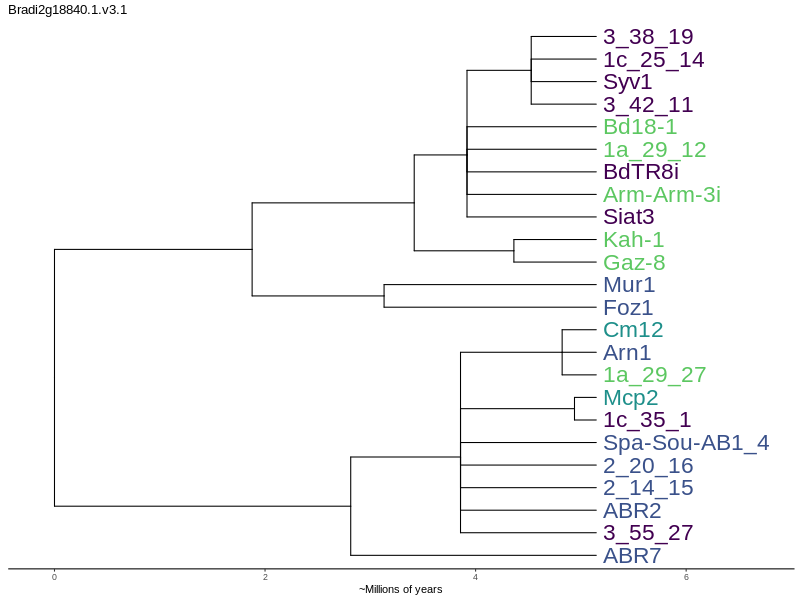 Bradi2g18840.1.v3.1
3_38_19
1c_25_14
Syv1
3_42_11
Bd18-1
1a_29_12
BdTR8i
Arm-Arm-3i
Siat3
Kah-1
Gaz-8
Mur1
Foz1
Cm12
Arn1
1a_29_27
Mcp2
1c_35_1
Spa-Sou-AB1_4
2_20_16
2_14_15
ABR2
3_55_27
ABR7
0 2 4 6
~Millions of years